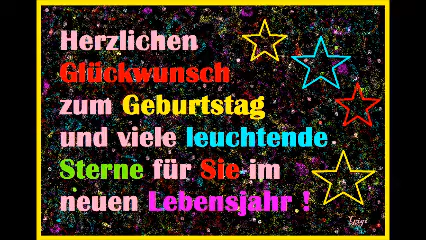 Herzlichen
Glückwunsch
zum Geburtstag
und viele leuchtende
Sterne für Sie im
neuen Lebensjahr !